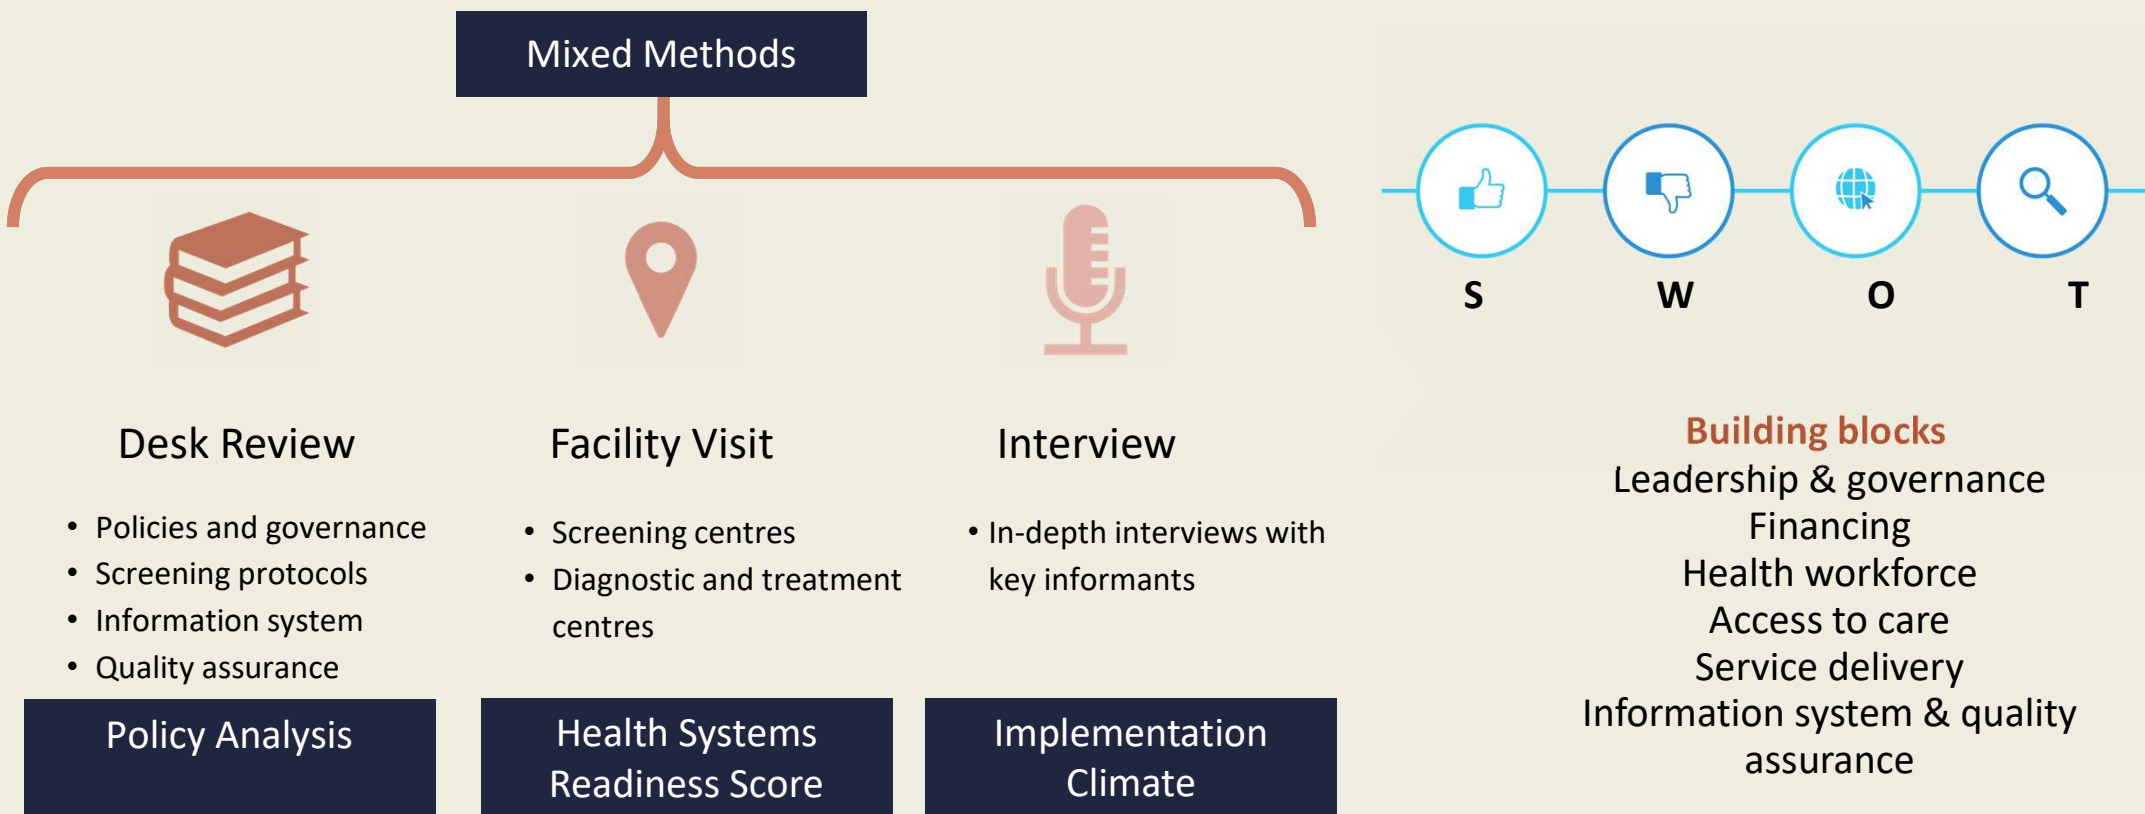 Mixed Methods
Desk Review
• Policies and governance
• Screening protocols
• Information system
• Quality assurance
Policy Analysis
Facility Visit
• Screening centres
• Diagnostic and treatment
centres
Health Systems
Readiness Score
Interview
• In-depth interviews with
key informants
Implementation
Climate
S W O T
Building blocks
Leadership & governance
Financing
Health workforce
Access to care
Service delivery
Information system & quality
assurance